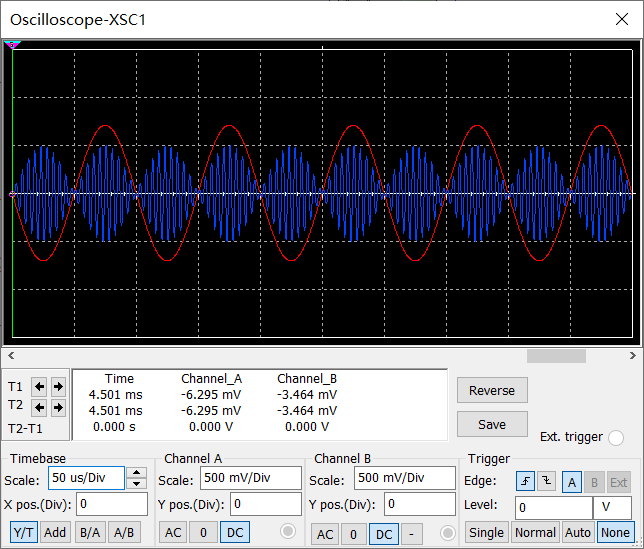 Oscilloscope-XSC1
T1
T2
T2-T1
Time Channel_A Channel_B
4.501 ms -6.295 mV -3.464 mV
4.501 ms -6.295 mV -3.464 mV
0.000 s 0.000 V 0.000 V
Reverse
Save
Ext. trigger
Timebase
Scale: 50 us/Div
X pos.(Div): 0
Y/T Add B/A A/B
Channel A
Scale: 500 mV/Div
Y pos.(Div): 0
AC 0 DC
Channel B
Scale: 500 mV/Div
Y pos.(Div): 0
AC 0 DC -
Trigger
Edge: A B Ext
Level: 0 V
Single Normal Auto None